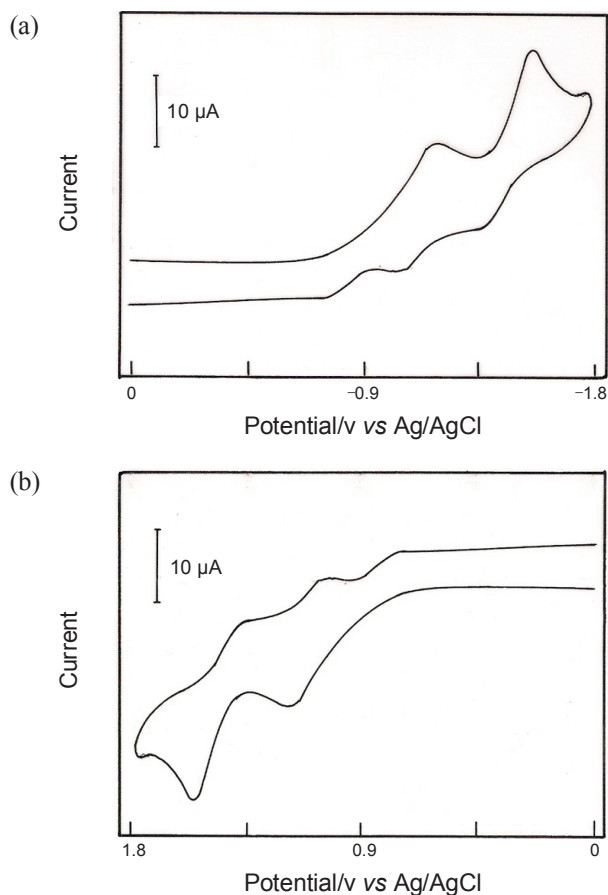 (a)
10 µA
Current
0
−0.9
−1.8
Potential/v vs Ag/AgCl
(b)
10 µA
Current
1.8
0.9
0
Potential/v vs Ag/AgCl